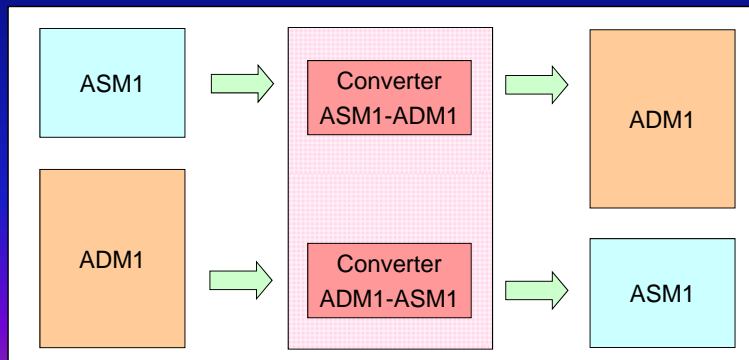 ASM1
Converter
ASM1-ADM1
ADM1
ADM1
Converter
ADM1-ASM1
ASM1